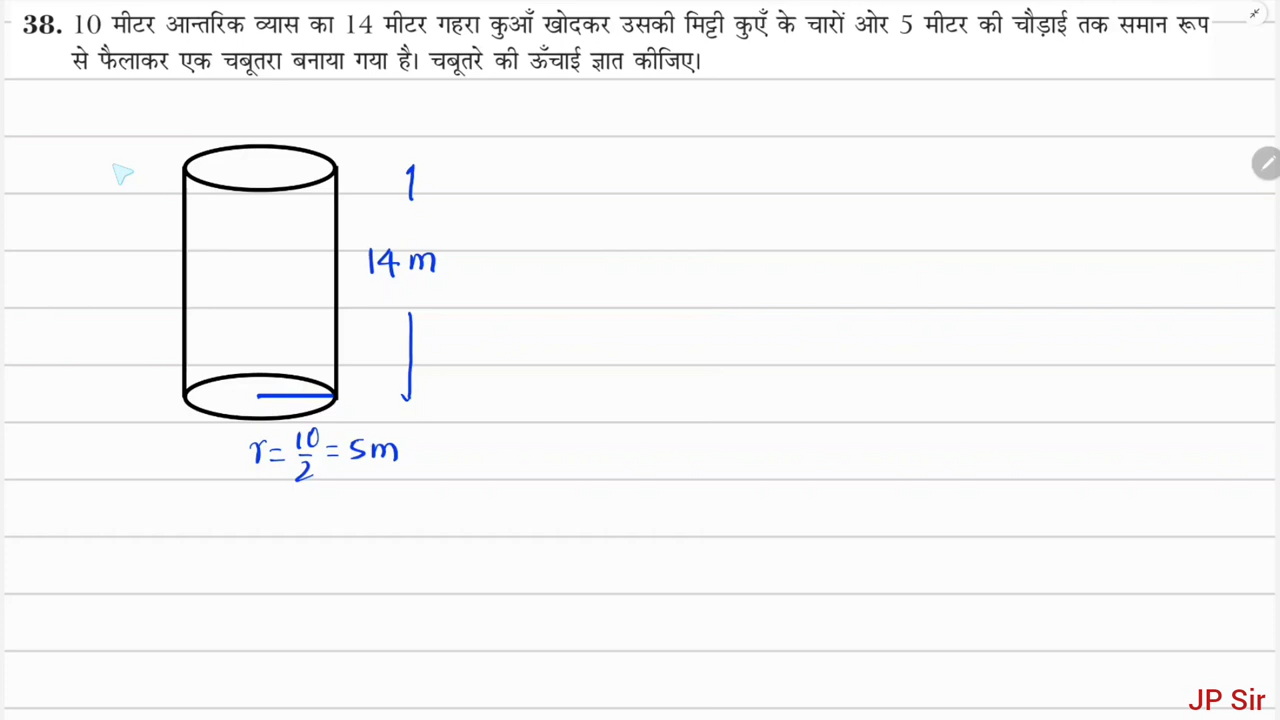 38. 10 मीटर आन्तरिक व्यास का 14 मीटर गहरा कुआँ खोदकर उसकी मिट्टी कुएँ के चारों ओर 5 मीटर की चौड़ाई तक समान रूप
से फैलाकर एक चबूतरा बनाया गया है। चबूतरे की ऊँचाई ज्ञात कीजिए।
14 m
r = 10/2 = 5m
JP Sir